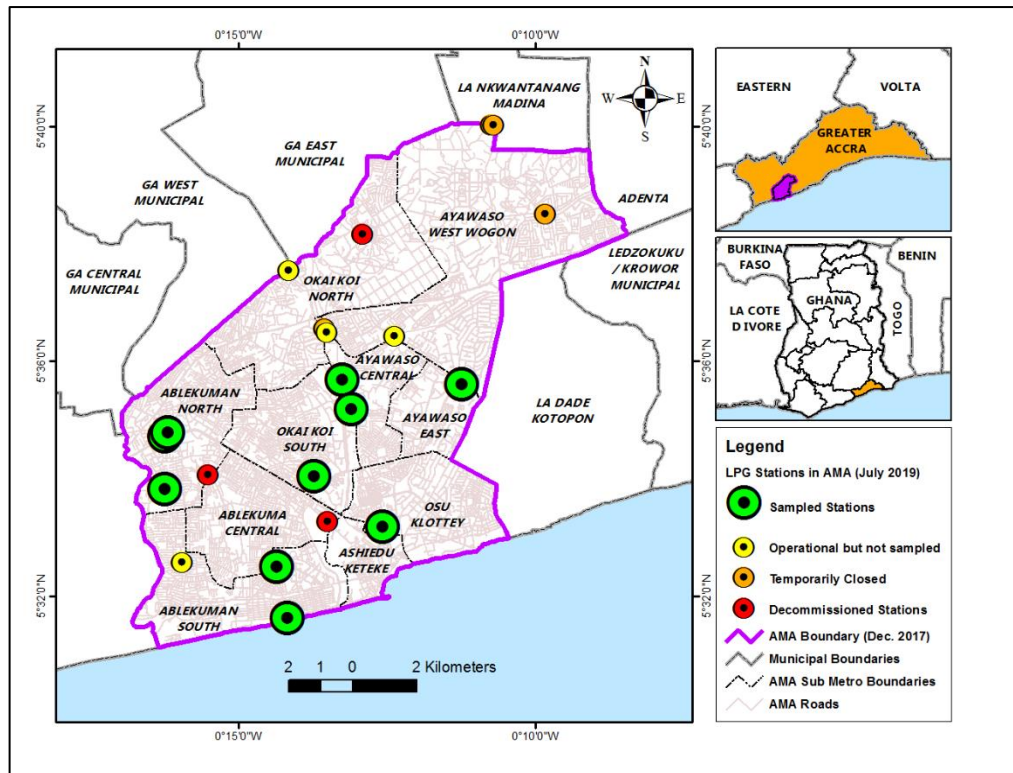 0°15'0"W
0°10'0"W
N
W
E
S
5°40'0"N
5°36'0"N
5°32'0"N
5°40'0"N
5°36'0"N
5°32'0"N
LA NKWANTANANG
MADINA
GA EAST
MUNICIPAL
GA WEST
MUNICIPAL
GA CENTRAL
MUNICIPAL
AYAWASO
WEST WOGON
ADENTA
LEDZOKUKU
/ KROWOR
MUNICIPAL
OKAI KOI
NORTH
AYAWASO
CENTRAL
ABLEKUMAN
NORTH
AYAWASO
EAST
LA DADE
KOTOPON
OKAI KOI
SOUTH
OSU
KLOTTEY
ABLEKUMA
CENTRAL
ASHIEDU
KETEKE
ABLEKUMAN
SOUTH
2 1 0 2 Kilometers
0°15'0"W
0°10'0"W
EASTERN
VOLTA
GREATER
ACCRA
BURKINA
FASO
BENIN
GHANA
LA COTE
D IVORE
TOGO
Legend
LPG Stations in AMA (July 2019)
Sampled Stations
Operational but not sampled
Temporarily Closed
Decommissioned Stations
AMA Boundary (Dec. 2017)
Municipal Boundaries
AMA Sub Metro Boundaries
AMA Roads